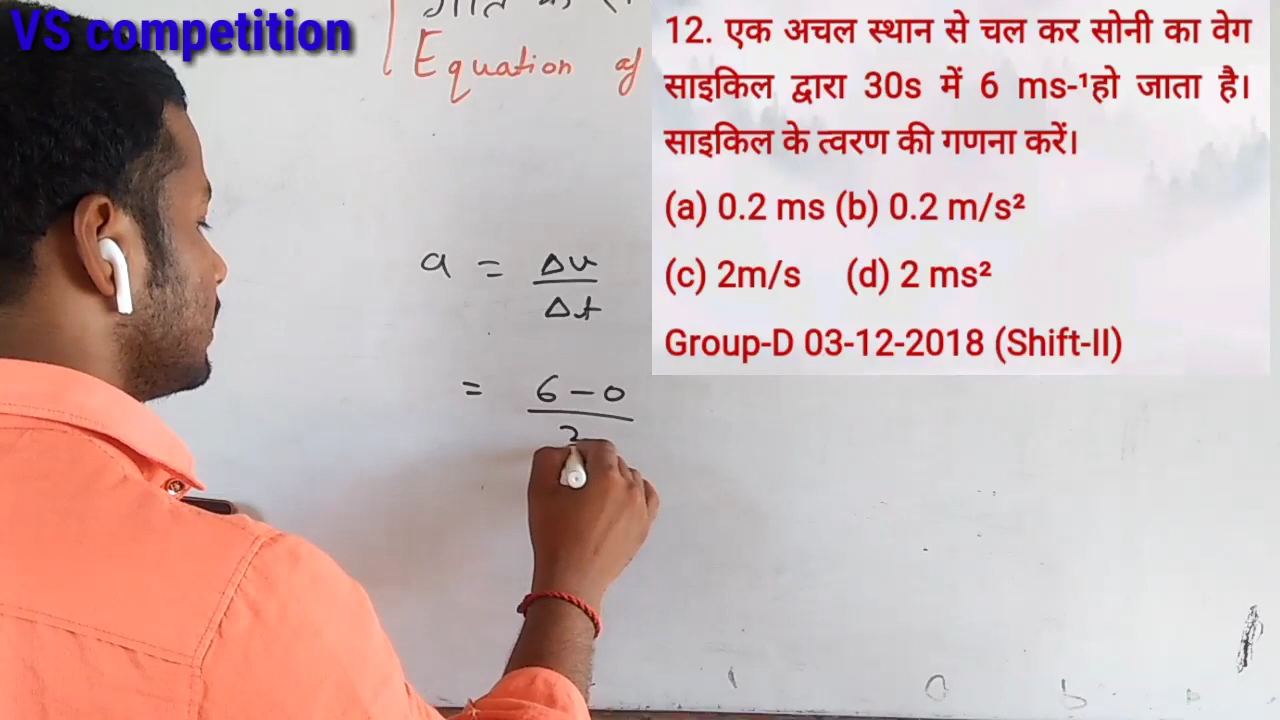 VS competition
Equation of
a = Δv
Δt
= 6 - 0
3
12. एक अचल स्थान से चल कर सोनी का वेग
साइकिल द्वारा 30s में 6 ms-¹हो जाता है।
साइकिल के त्वरण की गणना करें।
(a) 0.2 ms (b) 0.2 m/s²
(c) 2m/s (d) 2 ms²
Group-D 03-12-2018 (Shift-II)